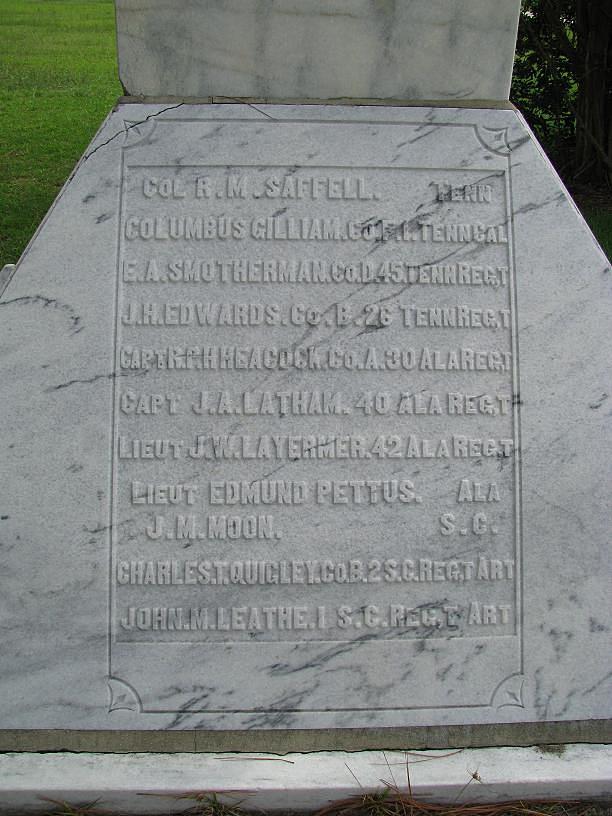 COL R.M. SAFFELL. TENN
COLUMBUS GILLIAM. CO. F. 1. TENN CAL
E.A. SMOTHERMAN. CO. D. 45 TENN REG,T
J.H. EDWARDS. CO. B. 26 TENN REG,T
CAPT R.P.H HEACOCK. CO. A. 30 ALA REG,T
CAPT J.A. LATHAM. 40 ALA REG,T
LIEUT J.W. LAYERMER. 42 ALA REG,T
LIEUT EDMUND PETTUS. ALA
J.M. MOON. S.C.
CHARLES.T. QUIGLEY. CO. B. 2 S.C. REG,T ART
JOHN. M. LEATHE. 1 S.C. REG,T ART